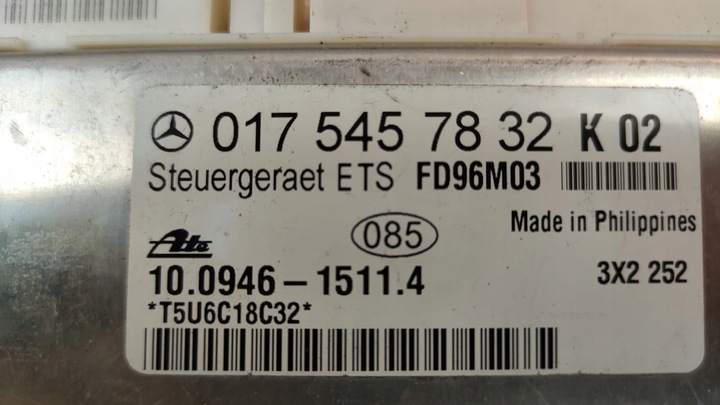 017 545 78 32 K 02
Steuergeraet ETS FD96M03
Made in Philippines
Ate 085
10.0946-1511.4 3X2 252
*T5U6C18C32*